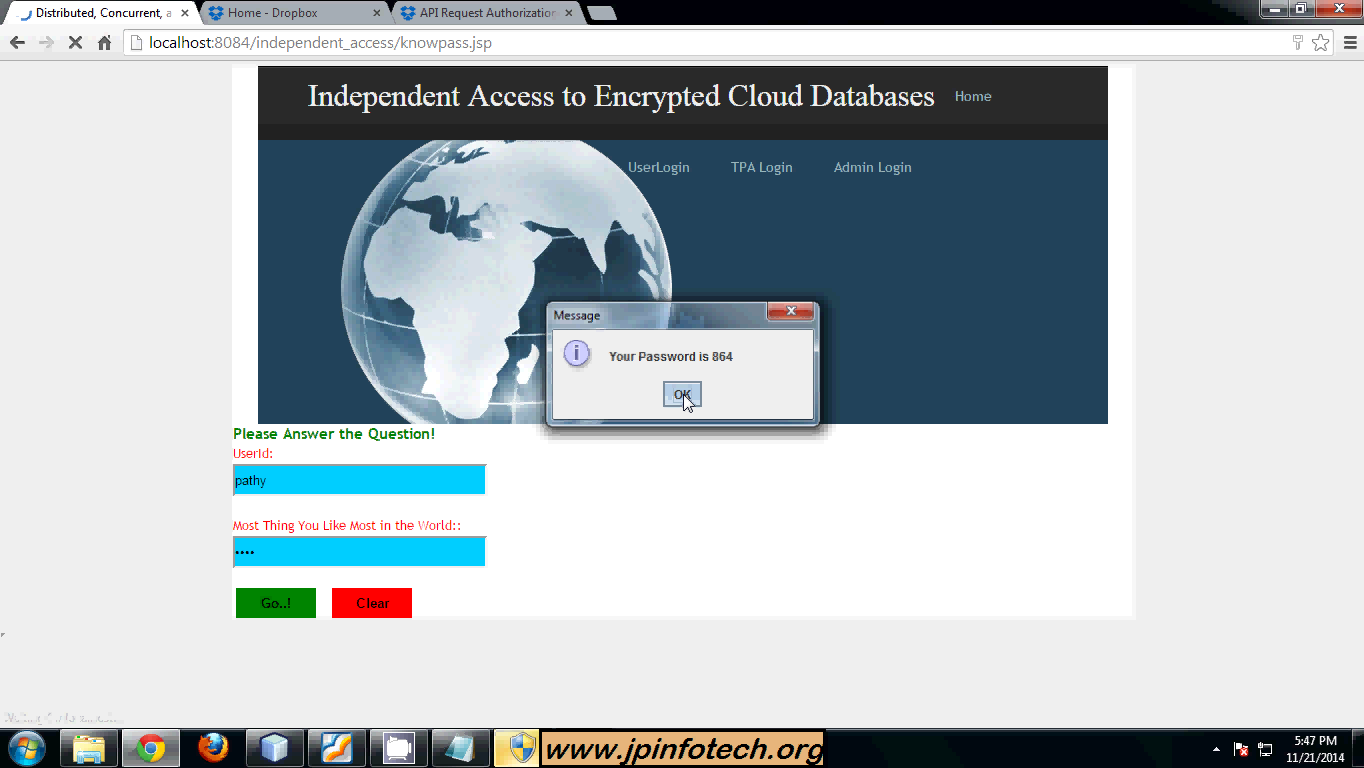 Distributed, Concurrent, a
Home - Dropbox
API Request Authorization
localhost:8084/independent_access/knowpass.jsp
Independent Access to Encrypted Cloud Databases
Home
UserLogin
TPA Login
Admin Login
Message
Your Password is 864
OK
Please Answer the Question!
UserId:
pathy
Most Thing You Like Most in the World::
••••
Go..!
Clear
www.jpinfotech.org
5:47 PM
11/21/2014